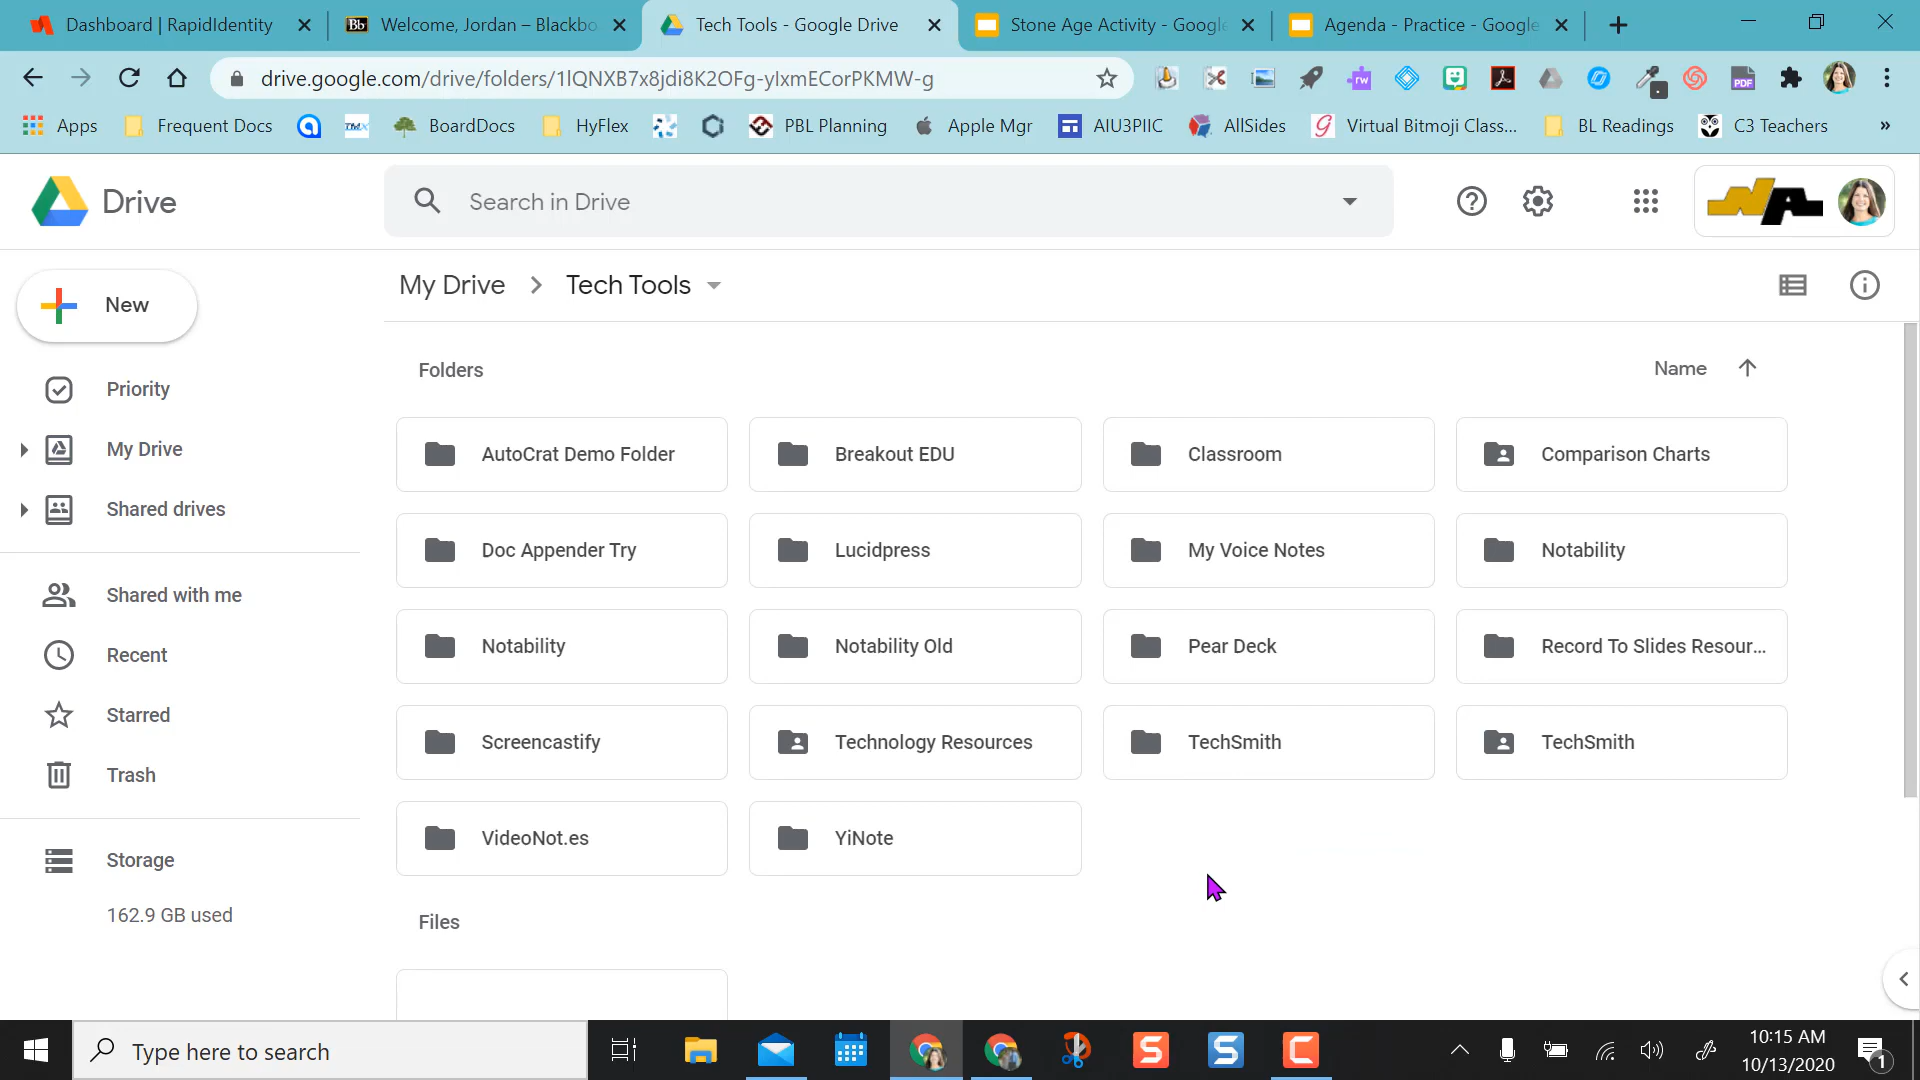 Dashboard | RapidIdentity
Welcome, Jordan – Blackbo
Tech Tools - Google Drive
Stone Age Activity - Google
Agenda - Practice - Google
drive.google.com/drive/folders/1lQNXB7x8jdi8K2OFg-yIxmECorPKMW-g
Apps
Frequent Docs
BoardDocs
HyFlex
PBL Planning
Apple Mgr
AIU3PIIC
AllSides
Virtual Bitmoji Class...
BL Readings
C3 Teachers
Drive
Search in Drive
My Drive
Tech Tools
New
Folders
Name
Priority
My Drive
Shared drives
Shared with me
Recent
Starred
Trash
Storage
162.9 GB used
AutoCrat Demo Folder
Breakout EDU
Classroom
Comparison Charts
Doc Appender Try
Lucidpress
My Voice Notes
Notability
Notability
Notability Old
Pear Deck
Record To Slides Resour...
Screencastify
Technology Resources
TechSmith
TechSmith
VideoNot.es
YiNote
Files
Type here to search
10:15 AM
10/13/2020
1